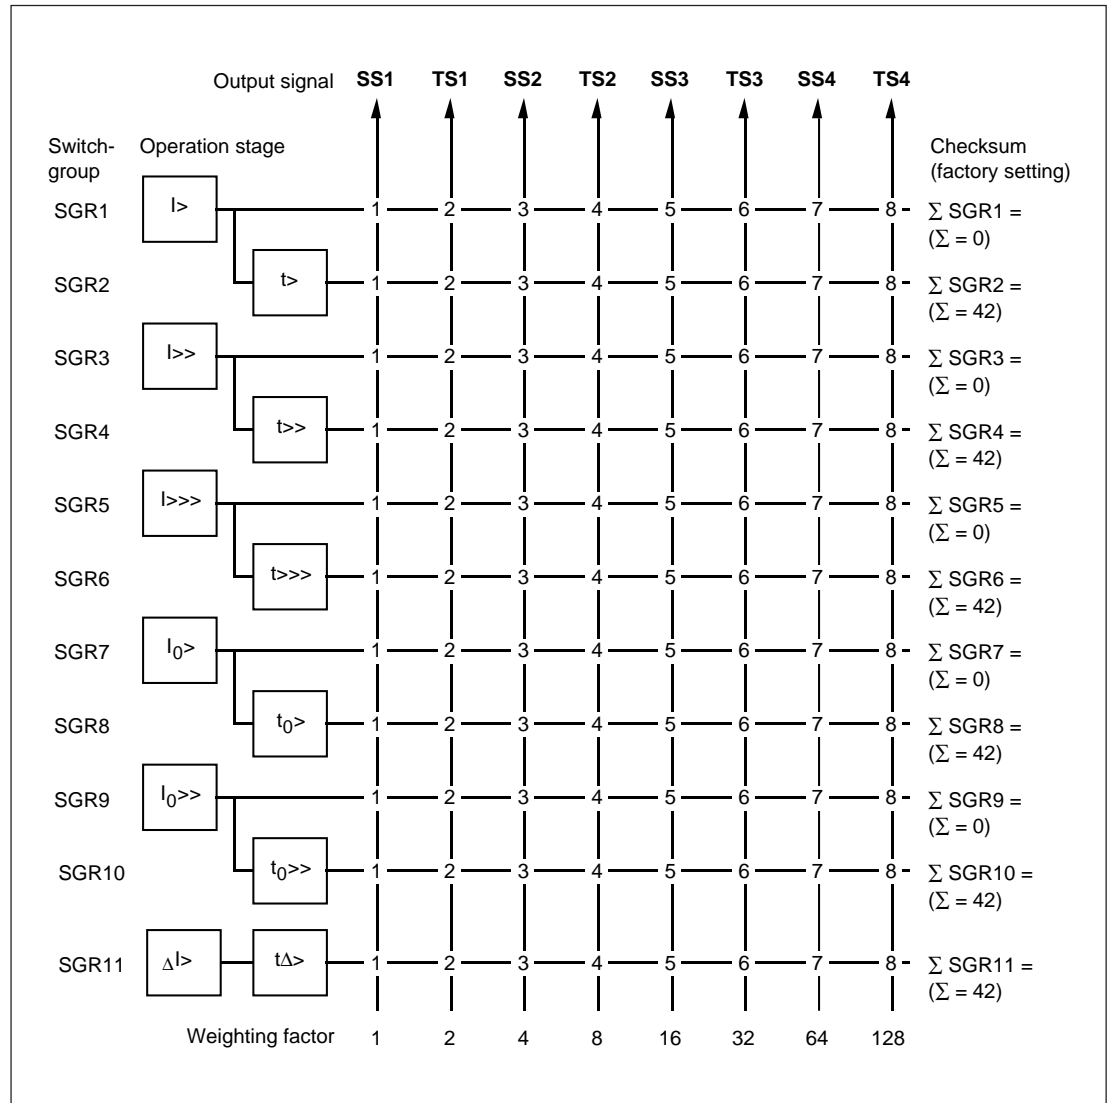 Output signal SS1 TS1 SS2 TS2 SS3 TS3 SS4 TS4
Switch-
group
Operation stage
Checksum
(factory setting)
SGR1 I> 1 2 3 4 5 6 7 8 ∑ SGR1 =
(∑ = 0)
SGR2 t> 1 2 3 4 5 6 7 8 ∑ SGR2 =
(∑ = 42)
SGR3 I>> 1 2 3 4 5 6 7 8 ∑ SGR3 =
(∑ = 0)
SGR4 t>> 1 2 3 4 5 6 7 8 ∑ SGR4 =
(∑ = 42)
SGR5 I>>> 1 2 3 4 5 6 7 8 ∑ SGR5 =
(∑ = 0)
SGR6 t>>> 1 2 3 4 5 6 7 8 ∑ SGR6 =
(∑ = 42)
SGR7 I0> 1 2 3 4 5 6 7 8 ∑ SGR7 =
(∑ = 0)
SGR8 t0> 1 2 3 4 5 6 7 8 ∑ SGR8 =
(∑ = 42)
SGR9 I0>> 1 2 3 4 5 6 7 8 ∑ SGR9 =
(∑ = 0)
SGR10 t0>> 1 2 3 4 5 6 7 8 ∑ SGR10 =
(∑ = 42)
SGR11 ΔI> tΔ> 1 2 3 4 5 6 7 8 ∑ SGR11 =
(∑ = 42)
Weighting factor 1 2 4 8 16 32 64 128